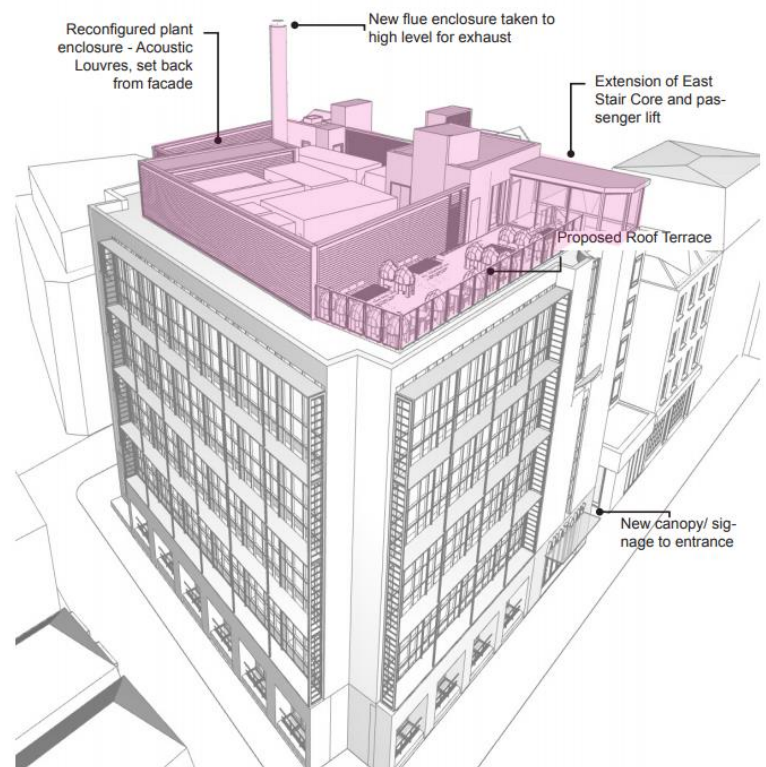 Reconfigured plant
enclosure - Acoustic
Louvres, set back
from facade
New flue enclosure taken to
high level for exhaust
Extension of East
Stair Core and pas-
senger lift
Proposed Roof Terrace
New canopy/ sig-
nage to entrance